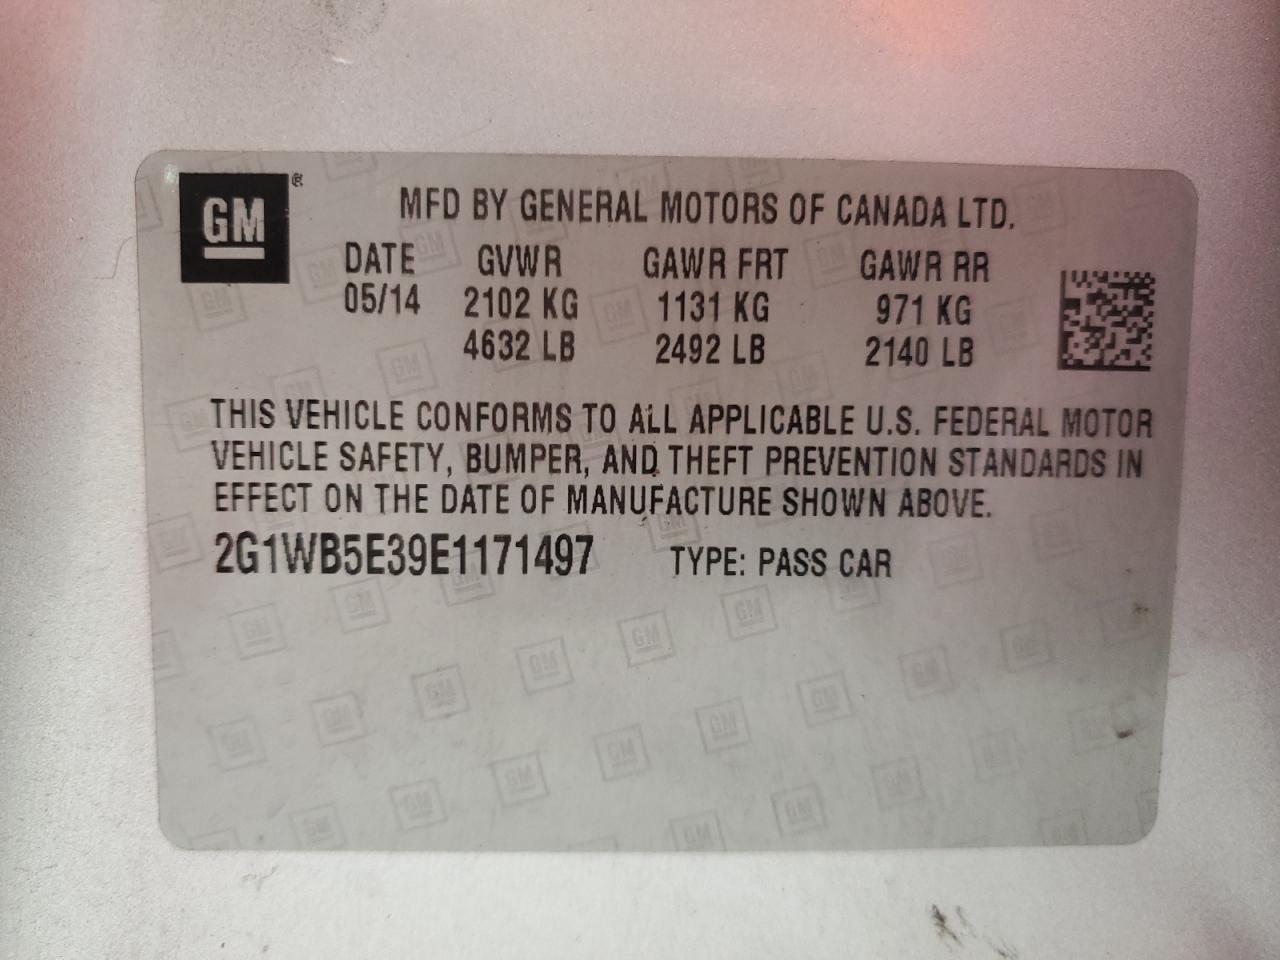 GM ®
MFD BY GENERAL MOTORS OF CANADA LTD.
DATE GVWR GAWR FRT GAWR RR
05/14 2102 KG 1131 KG 971 KG
4632 LB 2492 LB 2140 LB
THIS VEHICLE CONFORMS TO ALL APPLICABLE U.S. FEDERAL MOTOR
VEHICLE SAFETY, BUMPER, AND THEFT PREVENTION STANDARDS IN
EFFECT ON THE DATE OF MANUFACTURE SHOWN ABOVE.
2G1WB5E39E1171497 TYPE: PASS CAR